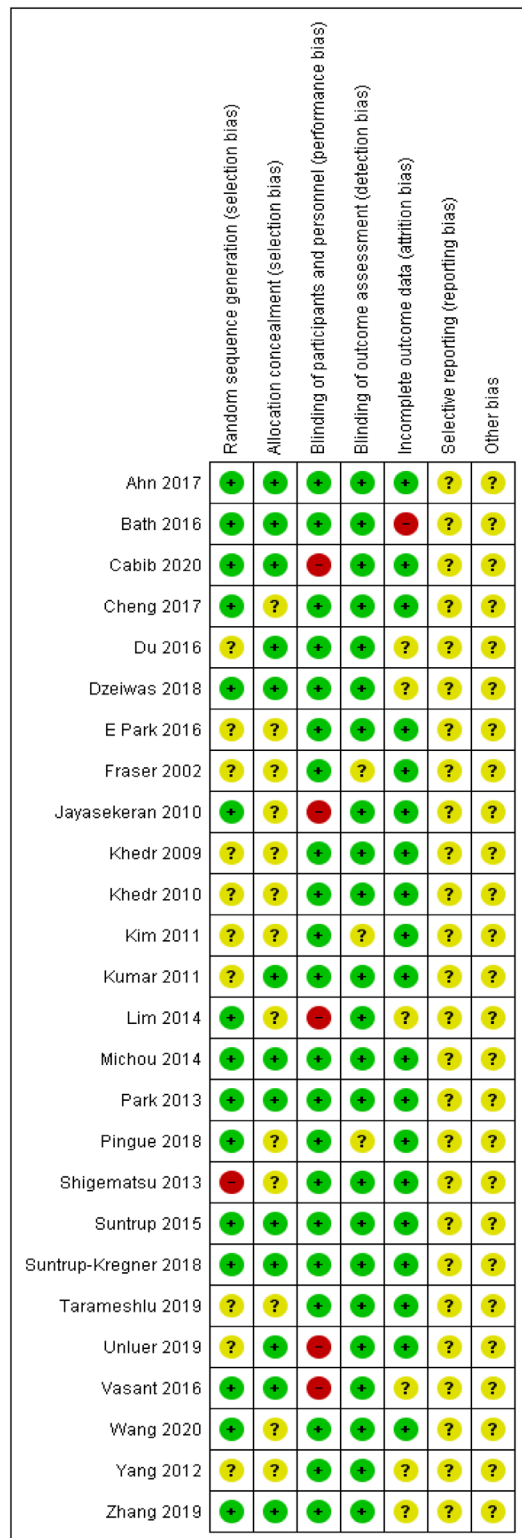 Random sequence generation (selection bias)
Allocation concealment (selection bias)
Blinding of participants and personnel (performance bias)
Blinding of outcome assessment (detection bias)
Incomplete outcome data (attrition bias)
Selective reporting (reporting bias)
Other bias
Ahn 2017 + + + + + ? ?
Bath 2016 + + + + - ? ?
Cabib 2020 + + - + + ? ?
Cheng 2017 + ? + + + ? ?
Du 2016 ? + + + ? ? ?
Dzeiwas 2018 + + + + ? ? ?
E Park 2016 ? ? + + + ? ?
Fraser 2002 ? ? + ? + ? ?
Jayasekeran 2010 + ? - + + ? ?
Khedr 2009 ? ? + + + ? ?
Khedr 2010 ? ? + + + ? ?
Kim 2011 ? ? + ? + ? ?
Kumar 2011 ? + + + + ? ?
Lim 2014 + ? - + ? ? ?
Michou 2014 + + + + + ? ?
Park 2013 + + + + + ? ?
Pingue 2018 + ? + ? + ? ?
Shigematsu 2013 - ? + + + ? ?
Suntrup 2015 + + + + + ? ?
Suntrup-Kregner 2018 + + + + + ? ?
Tarameshlu 2019 ? ? + + + ? ?
Unluer 2019 ? + - + + ? ?
Vasant 2016 + + - + ? ? ?
Wang 2020 + ? + + + ? ?
Yang 2012 ? ? + + ? ? ?
Zhang 2019 + + + + ? ? ?